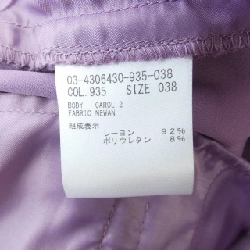 03-4306430-935-038
COL. 935 SIZE 038
BODY CAROL 2
FABRIC NEWAN
組成表示
レーヨン 92%
ポリウレタン 8%